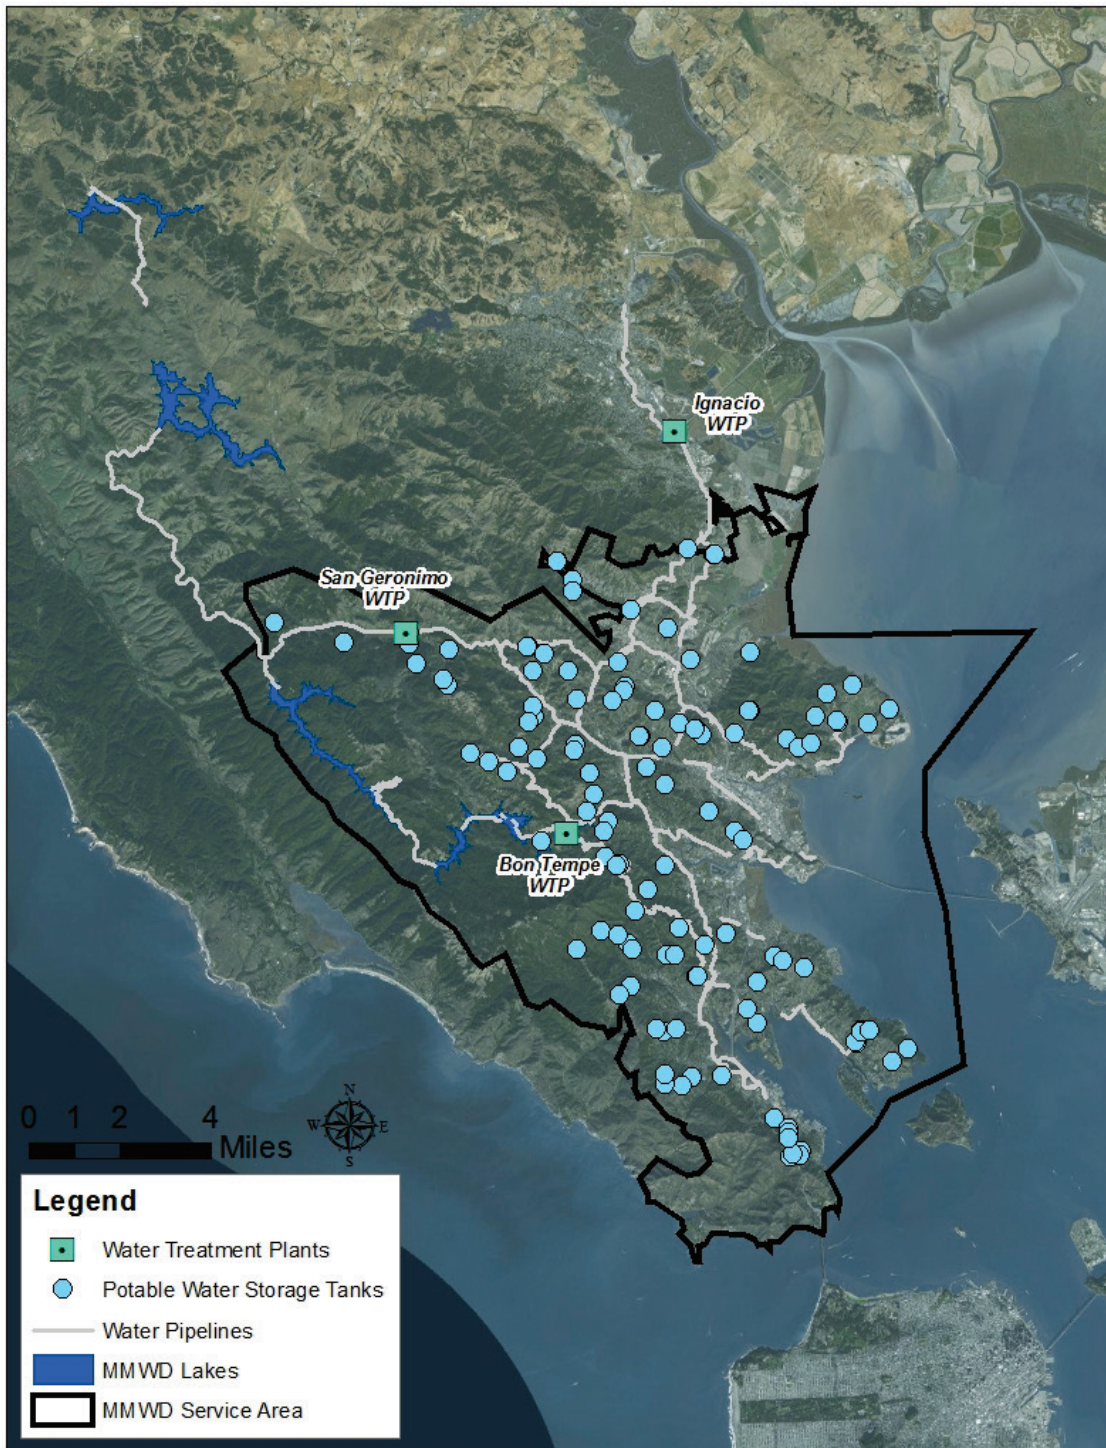 Ignacio
WTP
San Geronimo
WTP
Bon Tempe
WTP
0 1 2 4
Miles
N
W E
S
Legend
Water Treatment Plants
Potable Water Storage Tanks
Water Pipelines
MMWD Lakes
MMWD Service Area